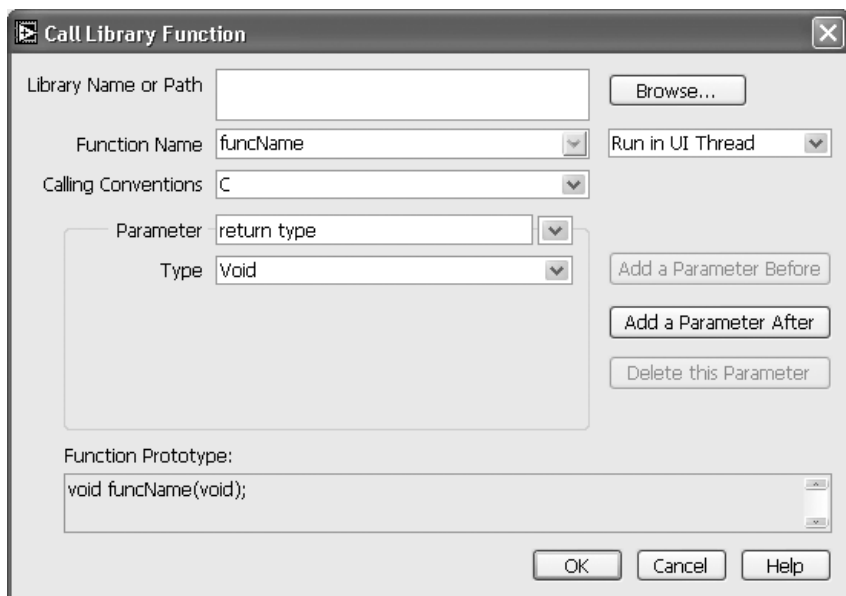 Call Library Function
Library Name or Path
Browse...
Function Name funcName Run in UI Thread
Calling Conventions C
Parameter return type
Type Void Add a Parameter Before
Add a Parameter After
Delete this Parameter
Function Prototype:
void funcName(void);
OK Cancel Help